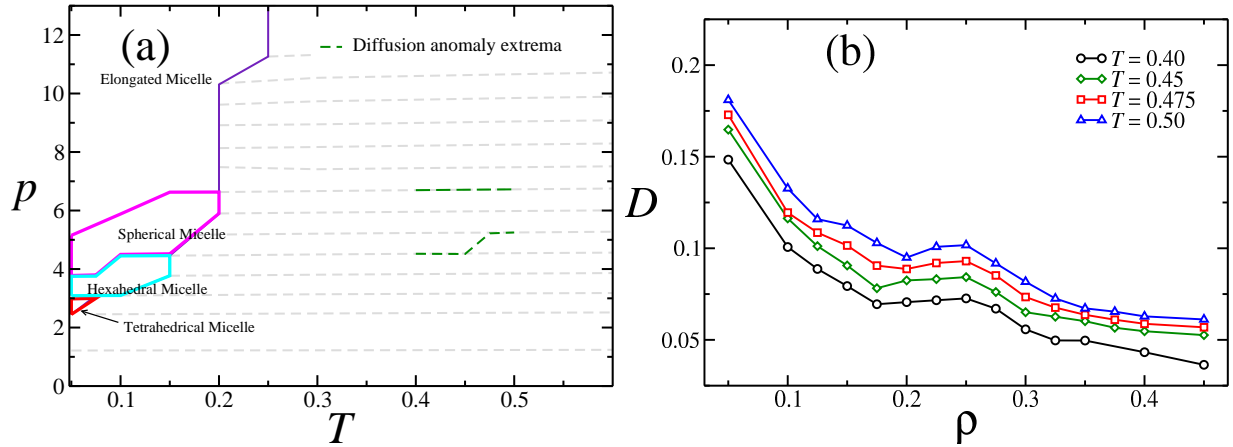 (a)
Diffusion anomaly extrema
Elongated Micelle
Spherical Micelle
Hexahedral Micelle
Tetrahedrical Micelle
p
12
10
8
6
4
2
0
0.1
0.2
0.3
0.4
0.5
T
(b)
T = 0.40
T = 0.45
T = 0.475
T = 0.50
D
0.2
0.15
0.1
0.05
0.1
0.2
0.3
0.4
ρ